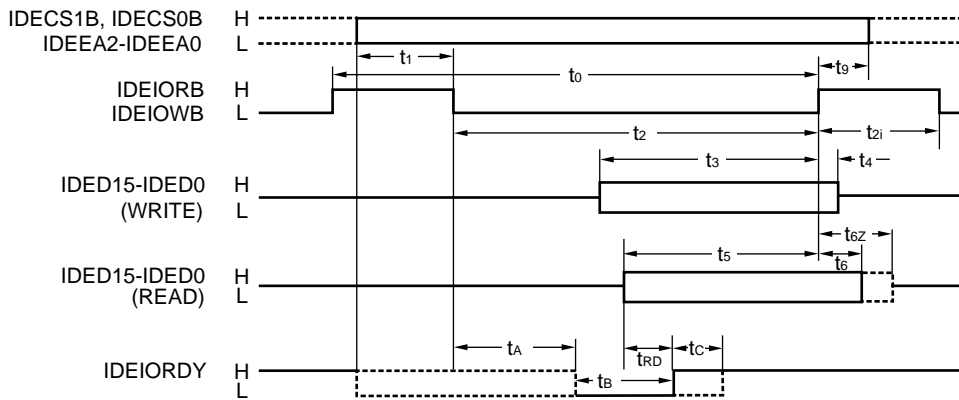 IDECS1B, IDECS0B H
IDEEA2-IDEEA0 L
t1
t0
t9
IDEIORB H
IDEIOWB L
t2
t2i
t3
t4
IDED15-IDED0 H
(WRITE) L
t6Z
t5
t6
IDED15-IDED0 H
(READ) L
tA
tRD
tC
IDEIORDY H
tB
L